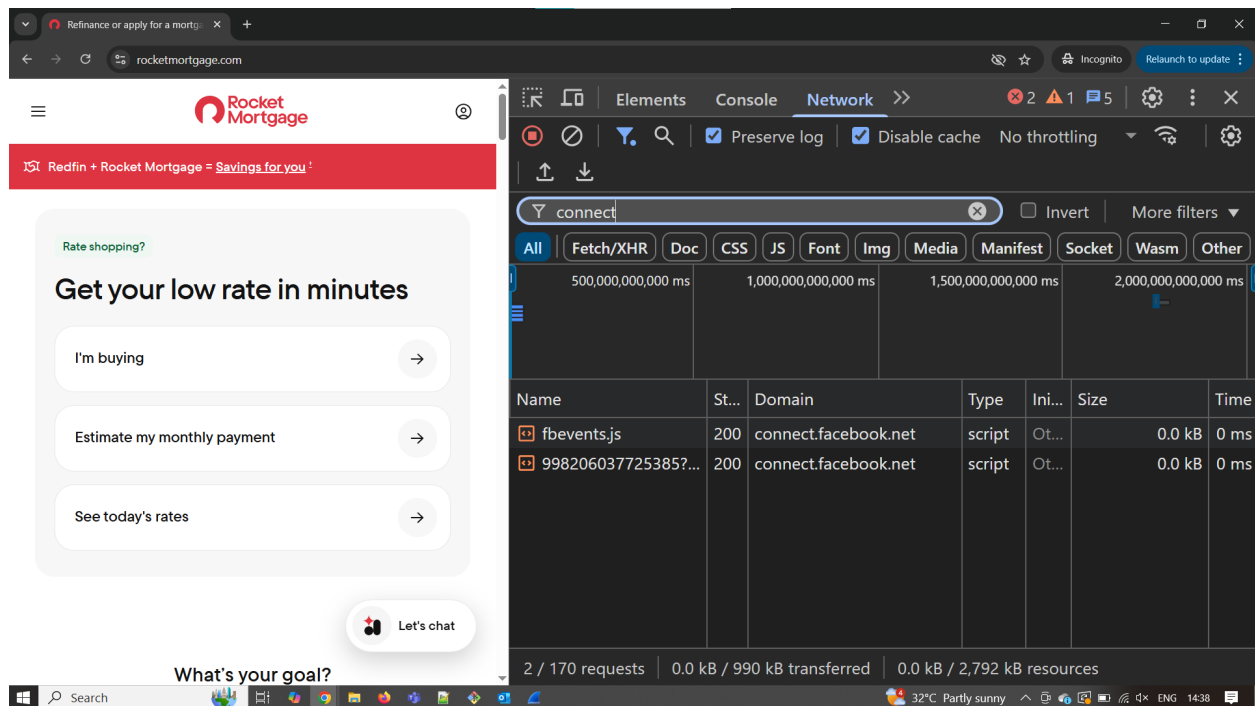 Refinance or apply for a mortga
rocketmortgage.com
Incognito
Relaunch to update
Rocket
Mortgage
Redfin + Rocket Mortgage = Savings for you 1
Rate shopping?
Get your low rate in minutes
I'm buying
Estimate my monthly payment
See today's rates
Let's chat
What's your goal?
Elements Console Network 2 1 5
Preserve log Disable cache No throttling
connect Invert More filters
All Fetch/XHR Doc CSS JS Font Img Media Manifest Socket Wasm Other
500,000,000,000 ms 1,000,000,000,000 ms 1,500,000,000,000 ms 2,000,000,000,000 ms
Name St... Domain Type Ini... Size Time
fbevents.js 200 connect.facebook.net script Ot... 0.0 kB 0 ms
998206037725385?... 200 connect.facebook.net script Ot... 0.0 kB 0 ms
2 / 170 requests 0.0 kB / 990 kB transferred 0.0 kB / 2,792 kB resources
Search 32°C Partly sunny ENG 14:38